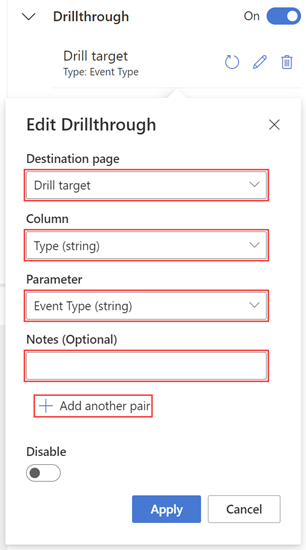 Drillthrough
On
Drill target
Type: Event Type
Edit Drillthrough
Destination page
Drill target
Column
Type (string)
Parameter
Event Type (string)
Notes (Optional)
Add another pair
Disable
Apply
Cancel